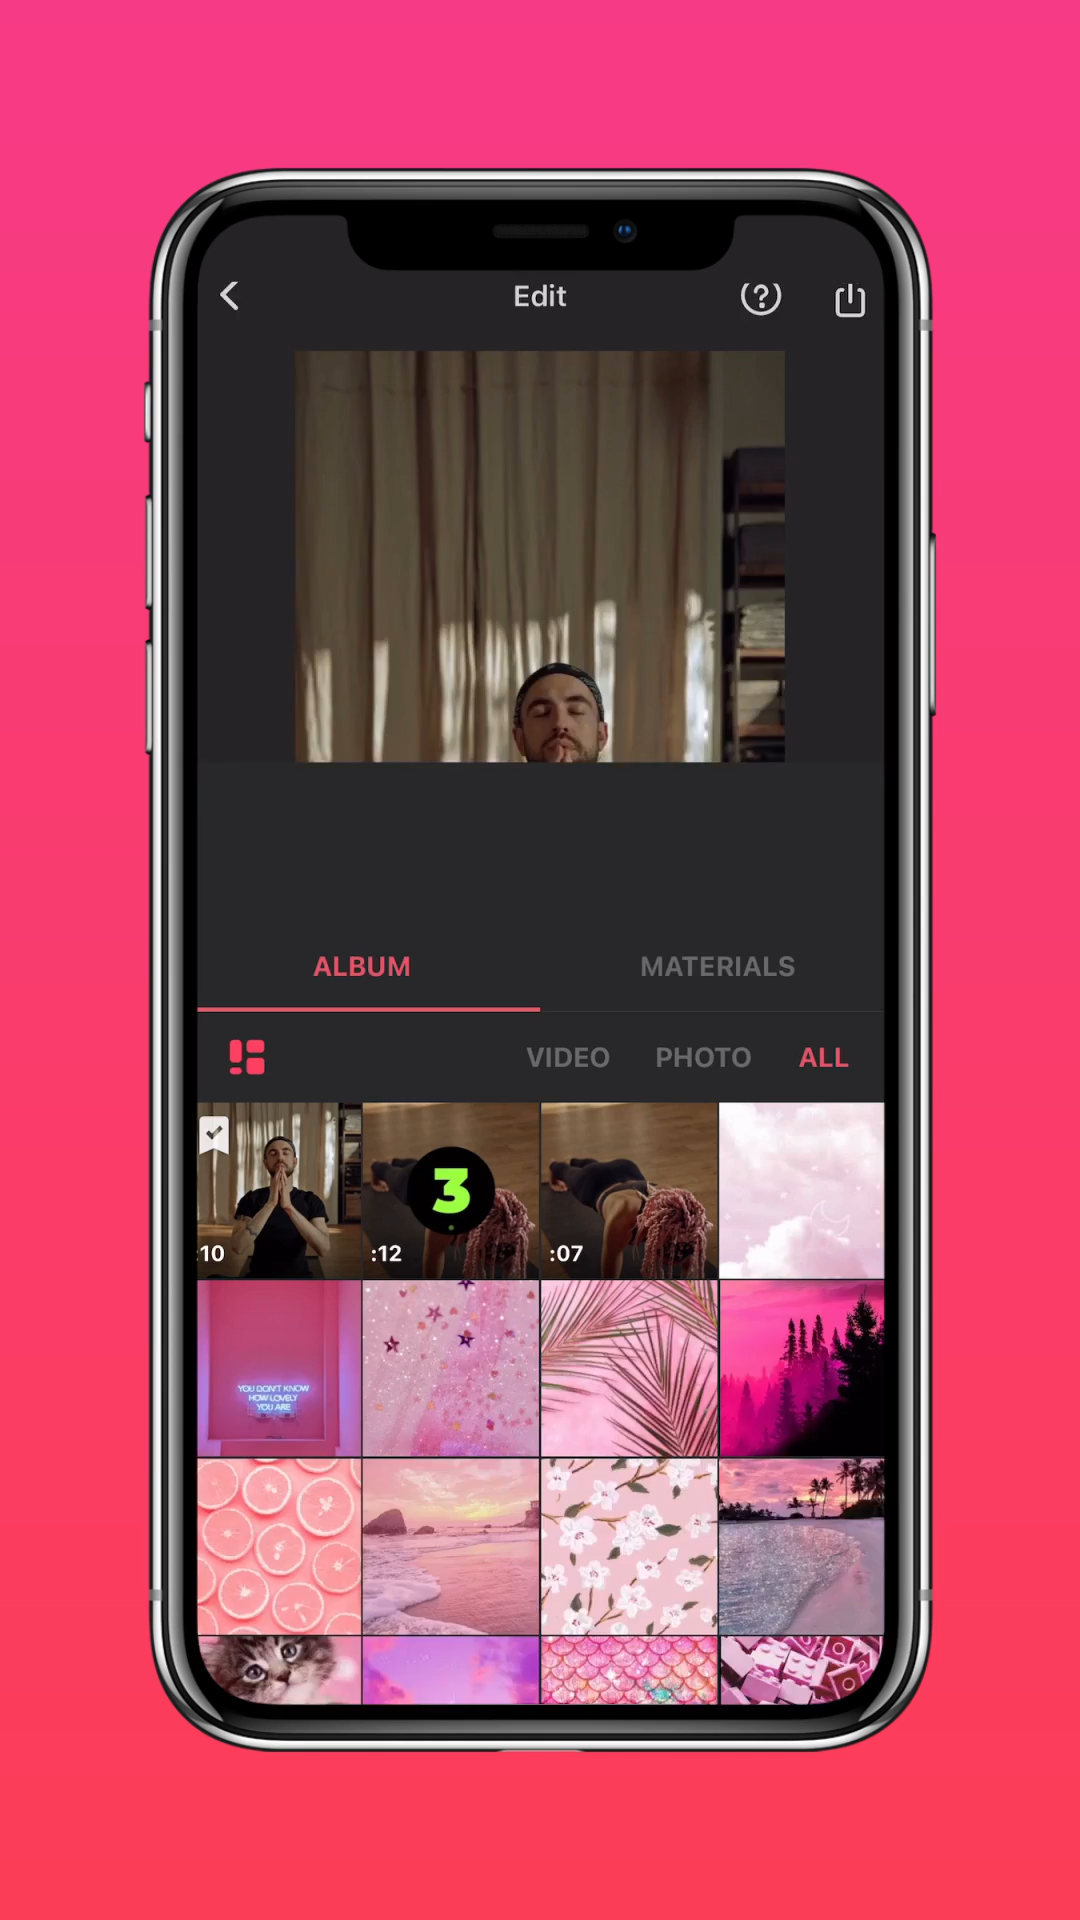 Edit
ALBUM
MATERIALS
VIDEO
PHOTO
ALL
:10
3
:12
:07
YOU DON'T KNOW
HOW LOVELY
YOU ARE